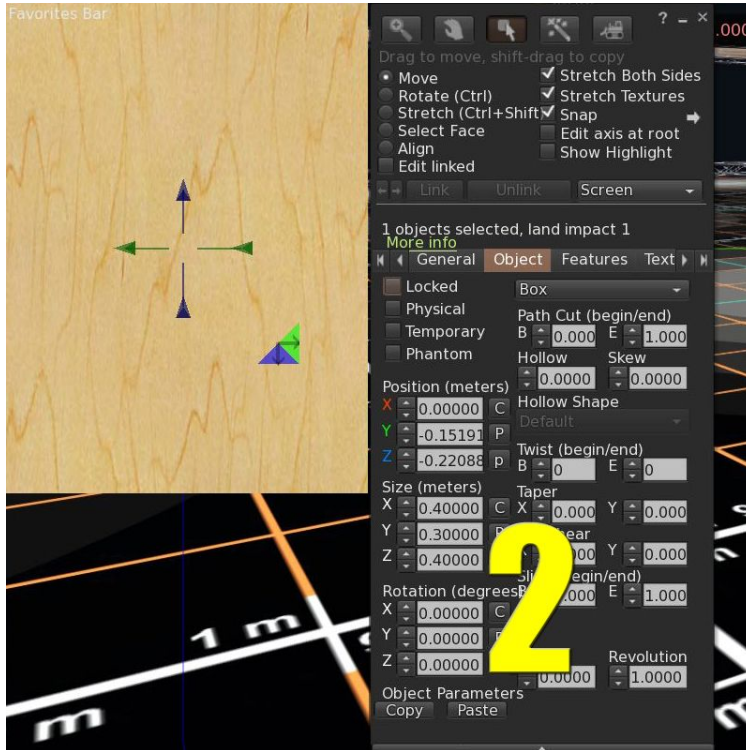 Favorites Bar
? – ×
.00
Drag to move, shift-drag to copy
Move
Stretch Both Sides
Rotate (Ctrl)
Stretch Textures
Stretch (Ctrl+Shift)
Snap
Select Face
Edit axis at root
Align
Show Highlight
Edit linked
Link Unlink Screen
1 objects selected, land impact 1
More info
General Object Features Text
Locked
Box
Physical
Path Cut (begin/end)
Temporary
B 0.000 E 1.000
Phantom
Hollow Skew
0.0000 0.0000
Position (meters)
Hollow Shape
X 0.00000 C
Default
Y -0.15191 P
Z -0.22088 p
Twist (begin/end)
B 0 E 0
Size (meters)
Taper
X 0.40000 C
X 0.000 Y 0.000
Y 0.30000
ear
Z 0.40000
.000 Y 0.000
2
Rotation (degrees
egin/end)
X 0.00000 C
.000 E 1.000
Y 0.00000
Z 0.00000
Revolution
0.0000 1.0000
Object Parameters
Copy Paste
1 m
m